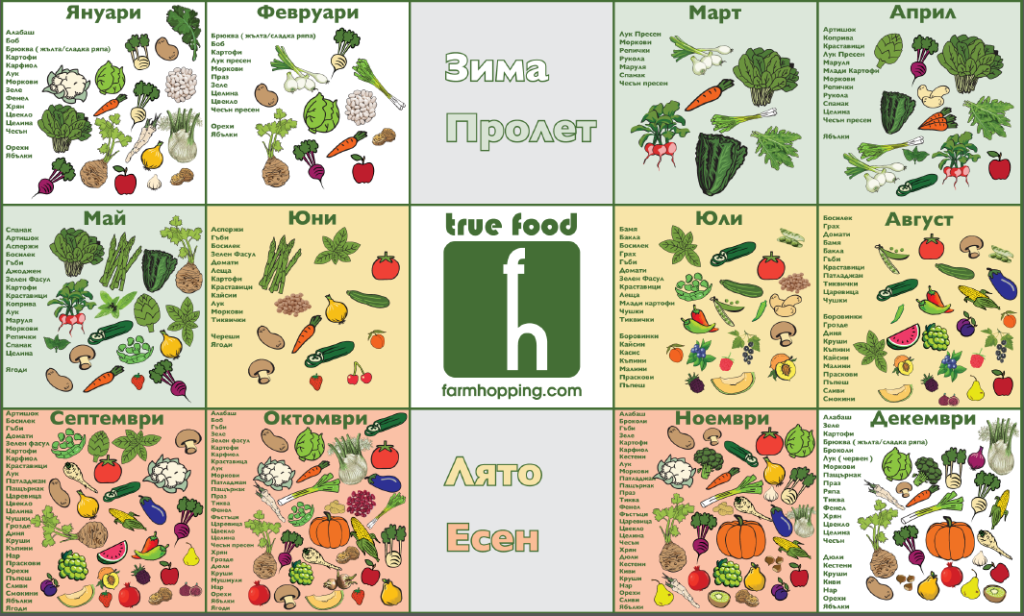 Януари
Алабаш
Боб
Брюква ( жълта/сладка ряпа)
Картофи
Карфиол
Лук
Моркови
Зеле
Фенел
Хрян
Цвекло
Целина
Чесън
Орехи
Ябълки
Февруари
Брюква ( жълта/сладка ряпа)
Боб
Картофи
Лук пресен
Моркови
Праз
Зеле
Целина
Цвекло
Чесън пресен
Орехи
Ябълки
Зима
Пролет
Март
Лук Пресен
Моркови
Репички
Рукола
Марула
Спанак
Чесън пресен
Април
Артишок
Коприва
Краставици
Лук Пресен
Маруля
Млади Картофи
Моркови
Репички
Рукола
Спанак
Целина
Чесън пресен
Ябълки
Май
Спанак
Артишок
Аспержи
Босилек
Гъби
Джоджен
Зелен Фасул
Картофи
Краставици
Коприва
Лук
Маруля
Моркови
Репички
Спанак
Целина
Ягоди
Юни
Аспержи
Гъби
Босилек
Зелен Фасул
Домати
Леща
Картофи
Краставици
Кайсии
Лук
Моркови
Тиквички
Череши
Ягоди
true food
fh
farmhopping.com
Юли
Баня
Бакла
Босилек
Грах
Гъби
Домати
Зелен Фасул
Краставици
Леща
Млади картофи
Чушки
Тиквички
Боровинки
Кайсии
Касис
Къпини
Малини
Праскови
Пъпеш
Август
Босилек
Грах
Домати
Баня
Бакла
Гъби
Краставици
Патладжан
Тиквички
Царевица
Чушки
Боровинки
Грозде
Диня
Круши
Къпини
Касис
Малини
Праскови
Пъпеш
Сливи
Смокини
Септември
Артишок
Босилек
Грах
Домати
Зелен фасул
Картофи
Карфиол
Краставици
Лук
Патладжан
Пащърнак
Царевица
Цвекло
Целина
Чушки
Грозде
Диня
Круши
Къпини
Нар
Праскови
Орехи
Пъпеш
Сливи
Смокини
Ябълки
Ягоди
Октомври
Алабаш
Боб
Гъби
Зеле
Зелен фасул
Картофи
Карфиол
Краставица
Лук
Моркови
Патладжан
Пащърнак
Праз
Тиква
Фенел
Фъстъци
Царевица
Цвекло
Целина
Чесън пресен
Хрян
Грозде
Дюли
Круши
Мушмули
Нар
Орехи
Пъпеш
Ябълки
Ягоди
Лято
Есен
Ноември
Алабаш
Броколи
Гъби
Зеле
Картофи
Карфиол
Кестени
Лук
Моркови
Патладжан
Пащърнак
Праз
Тиква
Фенел
Царевица
Цвекло
Целина
Чесън
Хрян
Дюли
Кестени
Киви
Круши
Нар
Орехи
Сливи
Ябълки
Декември
Алабаш
Зеле
Картофи
Брюква ( жълта/сладка ряпа)
Броколи
Лук ( червен )
Моркови
Пащърнак
Праз
Ряпа
Тиква
Фенел
Хрян
Цвекло
Целина
Чесън
Дюли
Кестени
Круши
Киви
Нар
Орехи
Ябълки